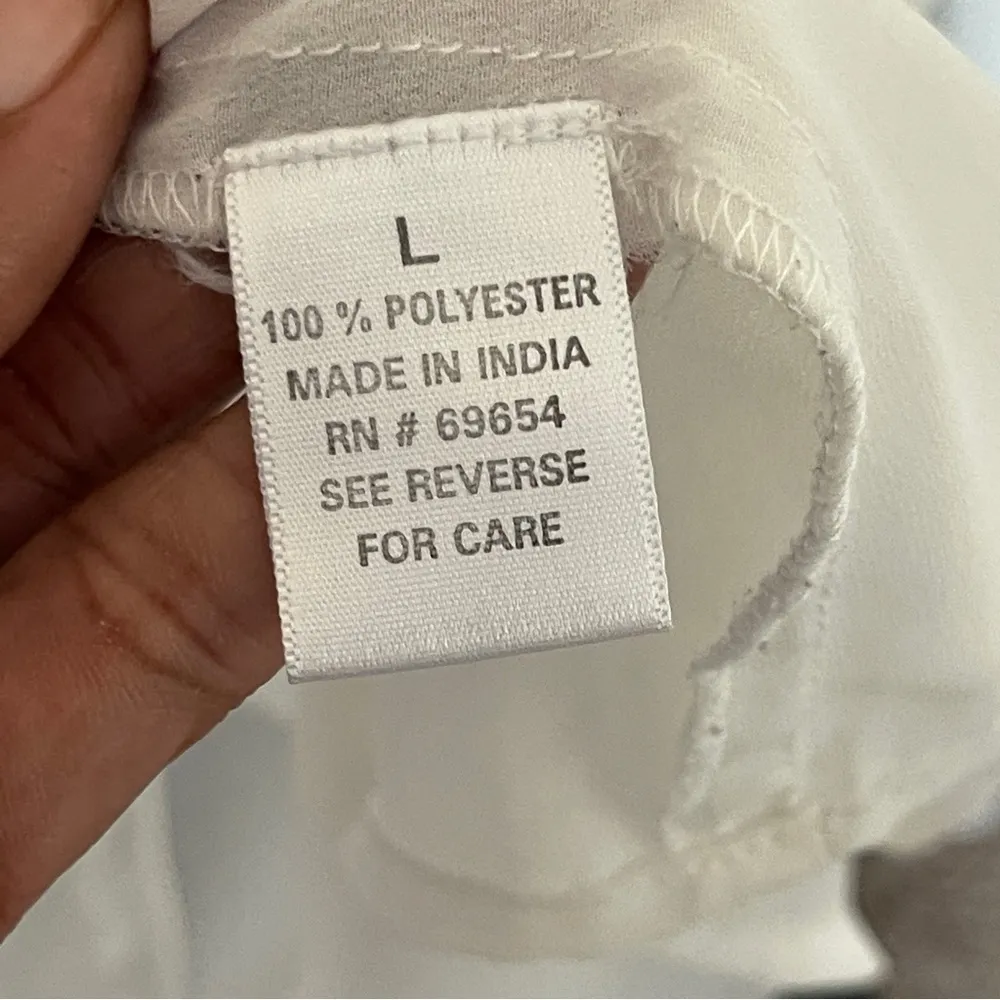 L
100 % POLYESTER
MADE IN INDIA
RN # 69654
SEE REVERSE
FOR CARE